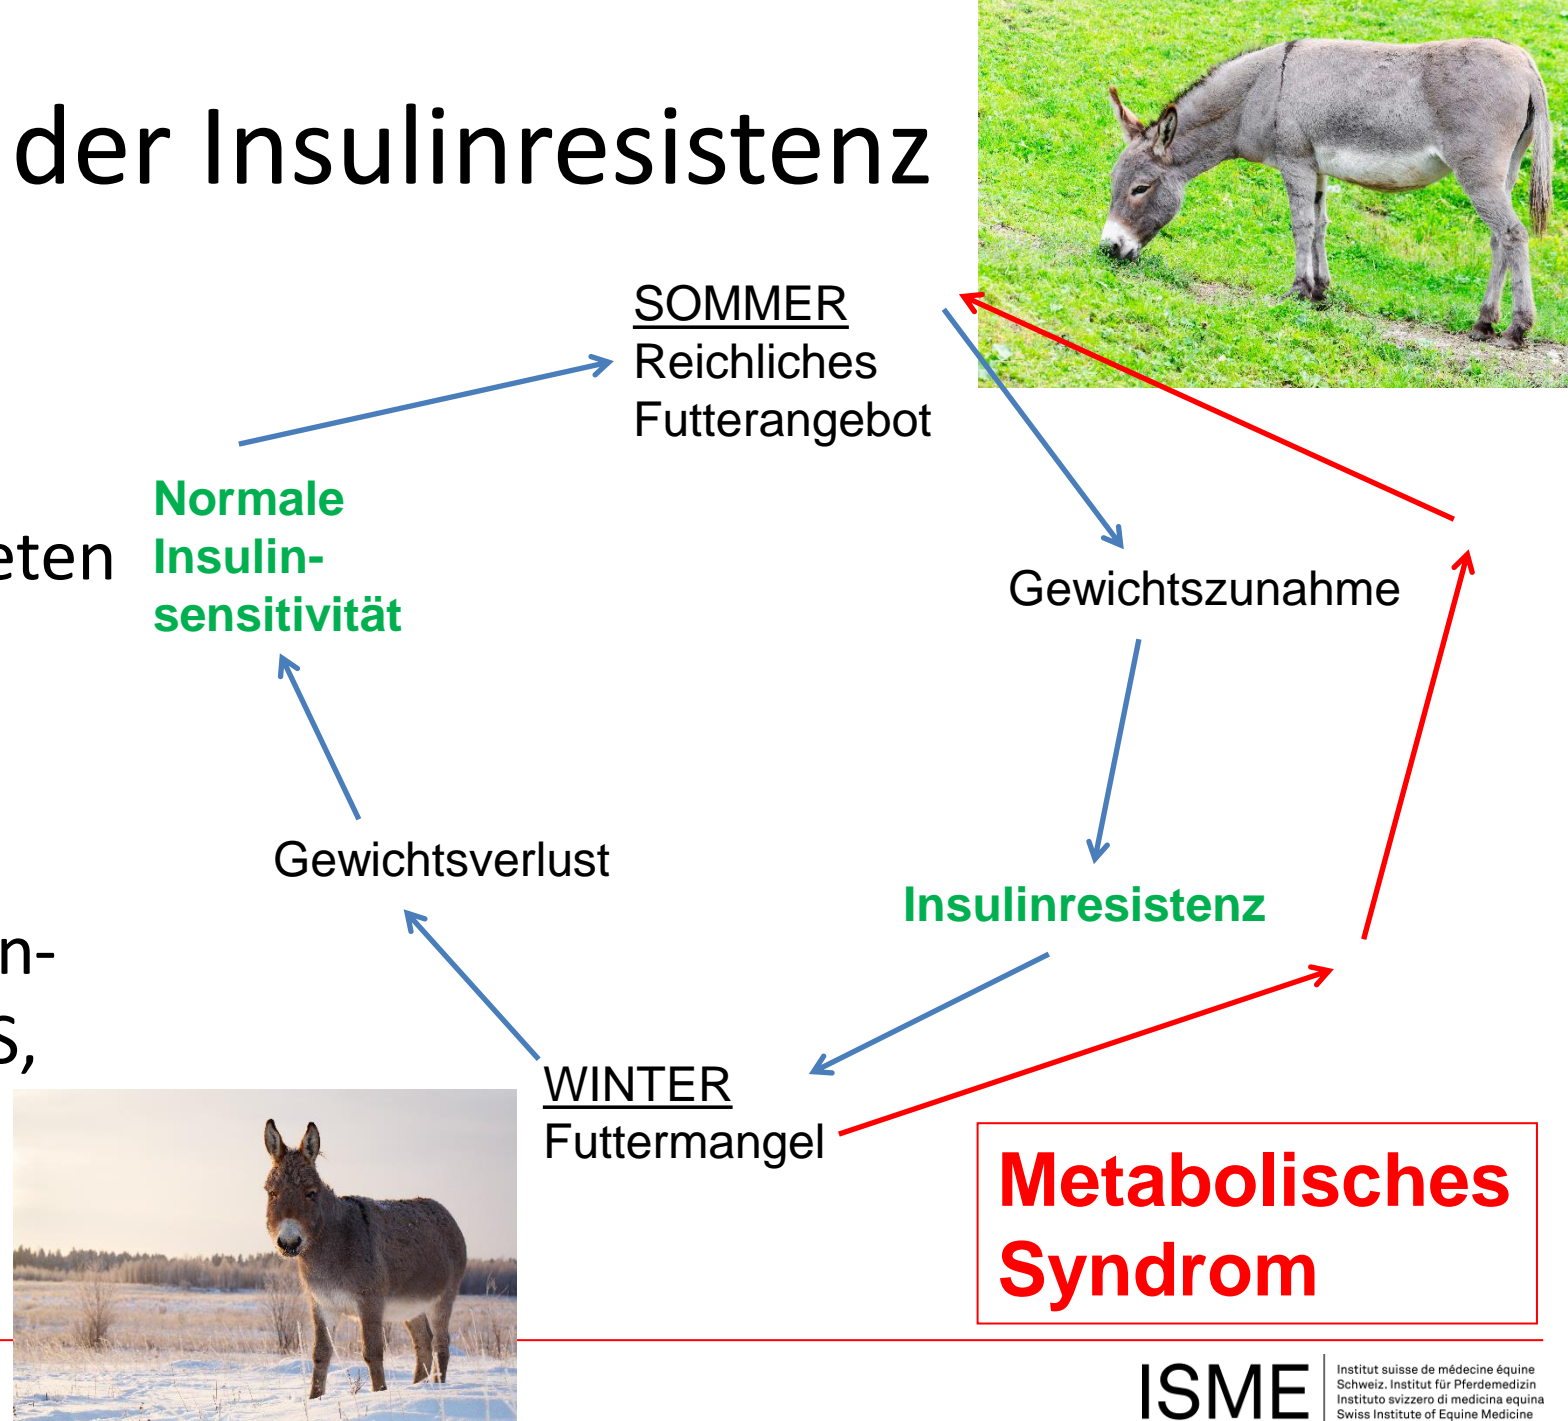 der Insulinresistenz
SOMMER
Reichliches
Futterangebot
Normale
Insulin-
sensitivität
eten
Gewichtszunahme
Gewichtsverlust
Insulinresistenz
n-
S,
WINTER
Futtermangel
Metabolisches
Syndrom
ISME
Institut suisse de médecine équine
Schweiz. Institut für Pferdemedizin
Instituto svizzero di medicina equina
Swiss Institute of Equine Medicine